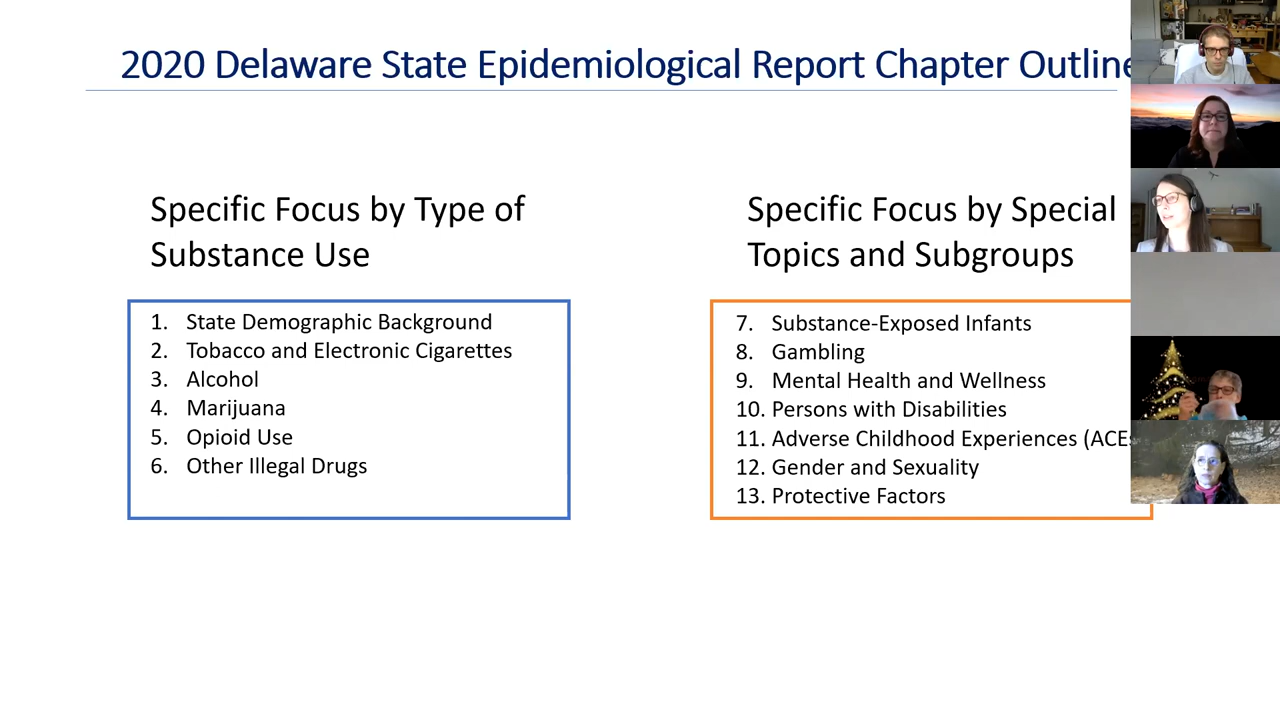 2020 Delaware State Epidemiological Report Chapter Outline
Specific Focus by Type of
Substance Use
1. State Demographic Background
2. Tobacco and Electronic Cigarettes
3. Alcohol
4. Marijuana
5. Opioid Use
6. Other Illegal Drugs
Specific Focus by Special
Topics and Subgroups
7. Substance-Exposed Infants
8. Gambling
9. Mental Health and Wellness
10. Persons with Disabilities
11. Adverse Childhood Experiences (ACEs
12. Gender and Sexuality
13. Protective Factors